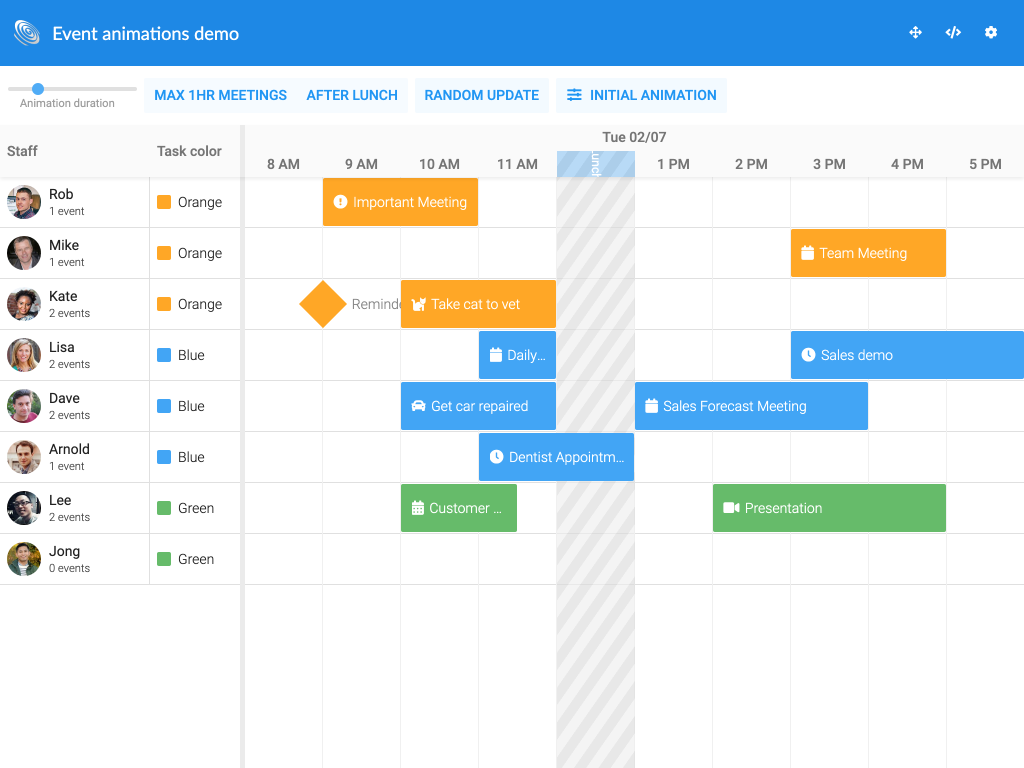 Event animations demo
Animation duration
MAX 1HR MEETINGS
AFTER LUNCH
RANDOM UPDATE
INITIAL ANIMATION
Staff
Task color
Tue 02/07
8 AM
9 AM
10 AM
11 AM
1 PM
2 PM
3 PM
4 PM
5 PM
Rob
1 event
Orange
Important Meeting
Mike
1 event
Orange
Team Meeting
Kate
2 events
Orange
Take cat to vet
Lisa
2 events
Blue
Daily...
Sales demo
Dave
2 events
Blue
Get car repaired
Sales Forecast Meeting
Arnold
1 event
Blue
Dentist Appointm...
Lee
2 events
Green
Customer ...
Presentation
Jong
0 events
Green